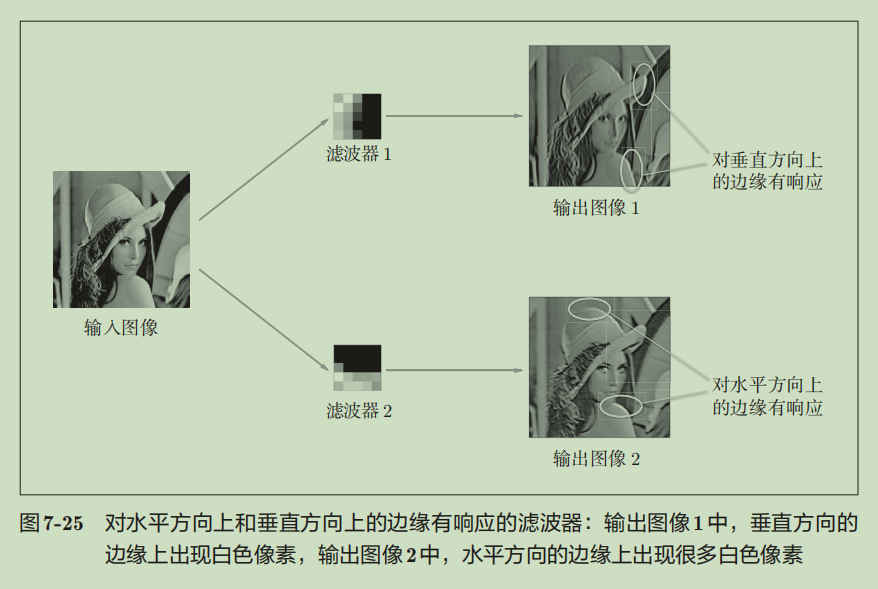 滤波器 1
对垂直方向上
的边缘有响应
输出图像 1
输入图像
对水平方向上
的边缘有响应
滤波器 2
输出图像 2
图7-25 对水平方向上和垂直方向上的边缘有响应的滤波器：输出图像1中，垂直方向的
边缘上出现白色像素，输出图像2中，水平方向的边缘上出现很多白色像素